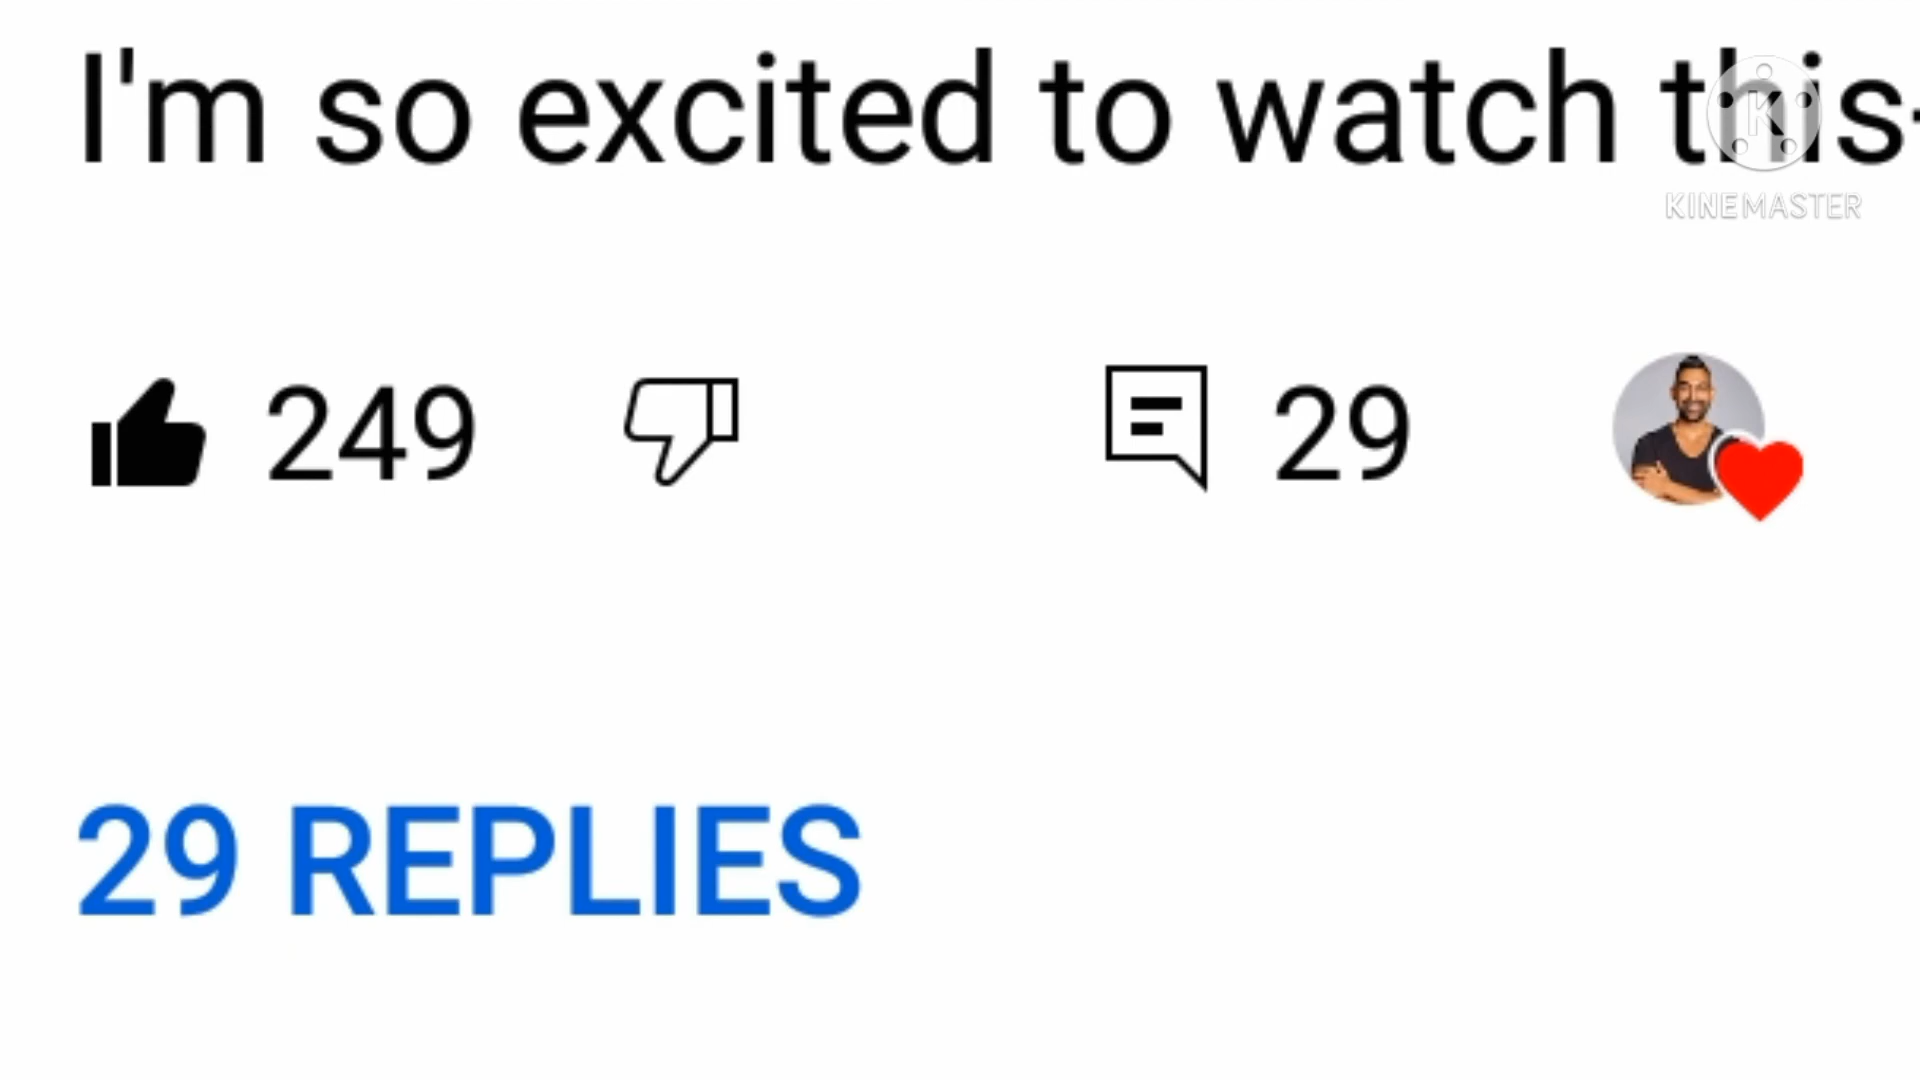 I'm so excited to watch this-
K
KINEMASTER
249
29
29 REPLIES